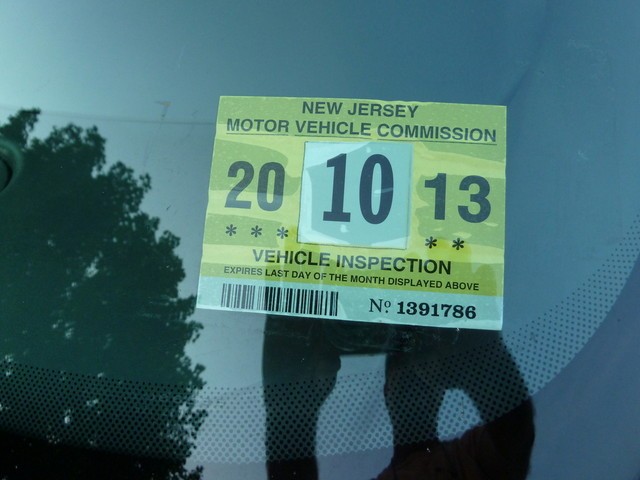 NEW JERSEY
MOTOR VEHICLE COMMISSION
20 10 13
*** **
VEHICLE INSPECTION
EXPIRES LAST DAY OF THE MONTH DISPLAYED ABOVE
No. 1391786